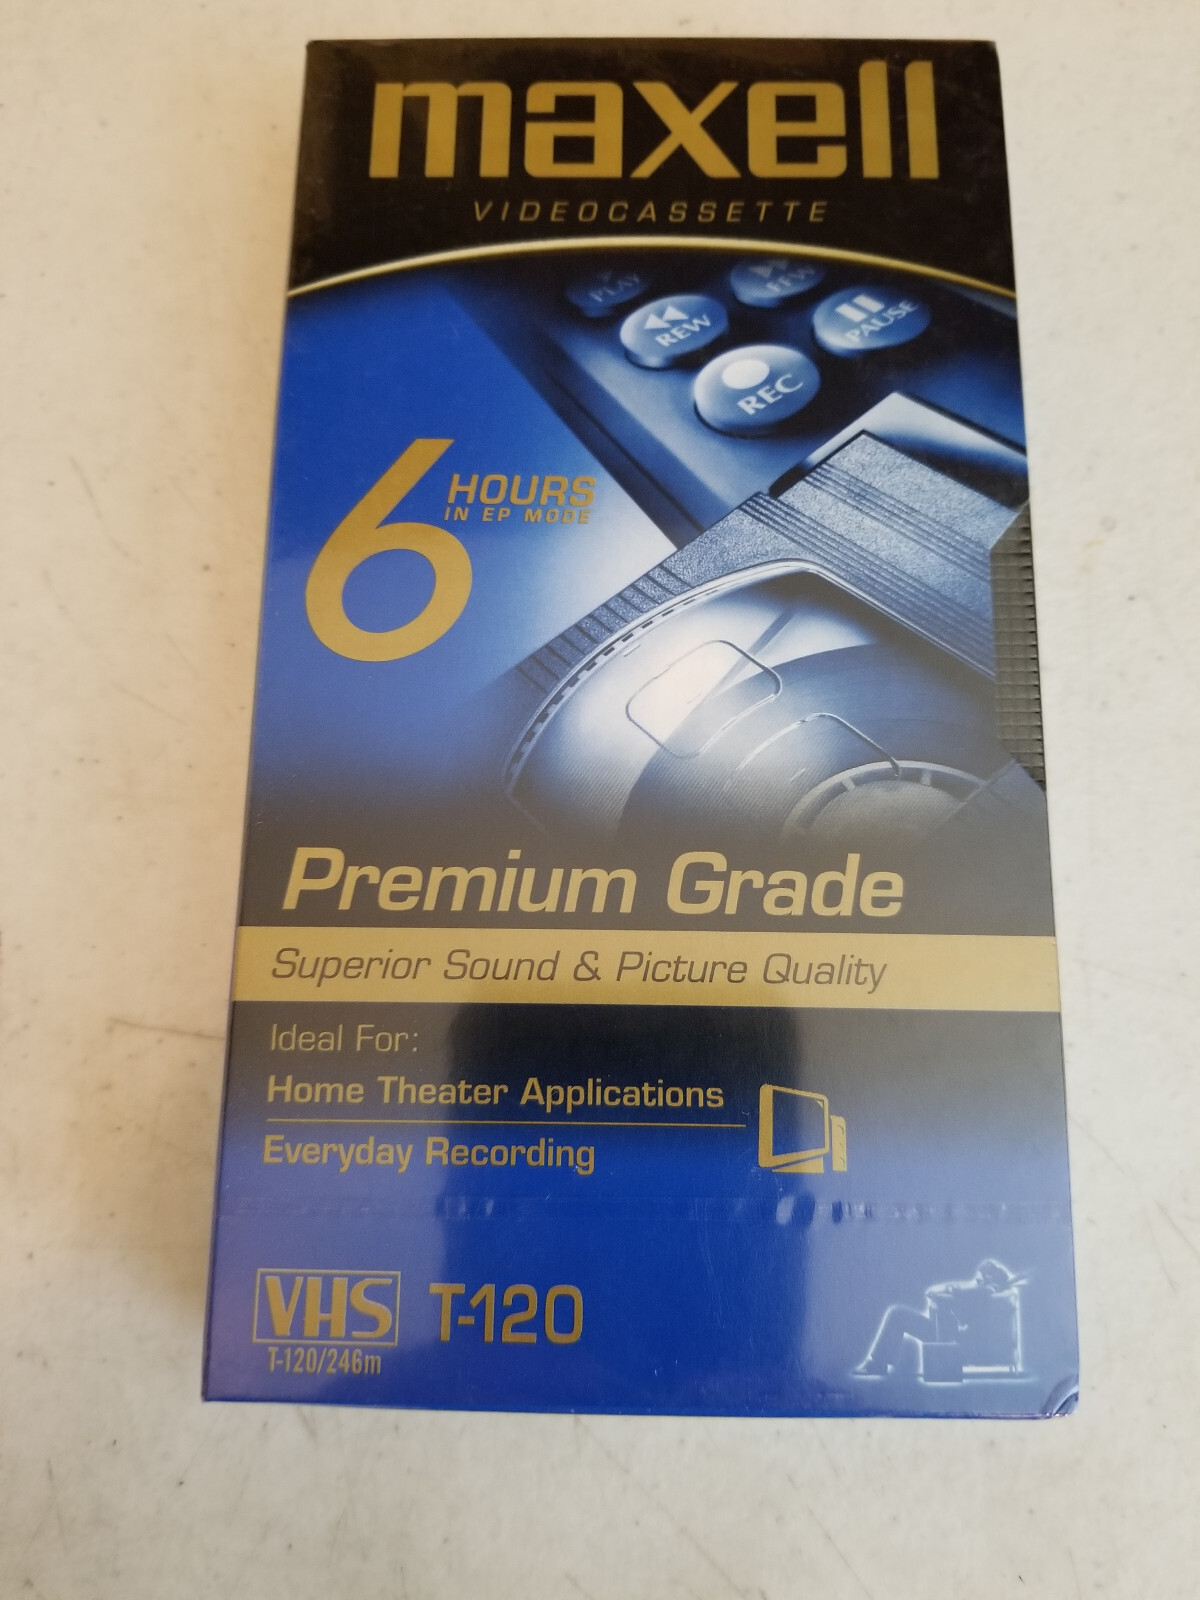 maxell
VIDEOCASSETTE
PLAY
FFW
REW
PAUSE
REC
6 HOURS
IN EP MODE
Premium Grade
Superior Sound & Picture Quality
Ideal For:
Home Theater Applications
Everyday Recording
VHS T-120
T-120/246m